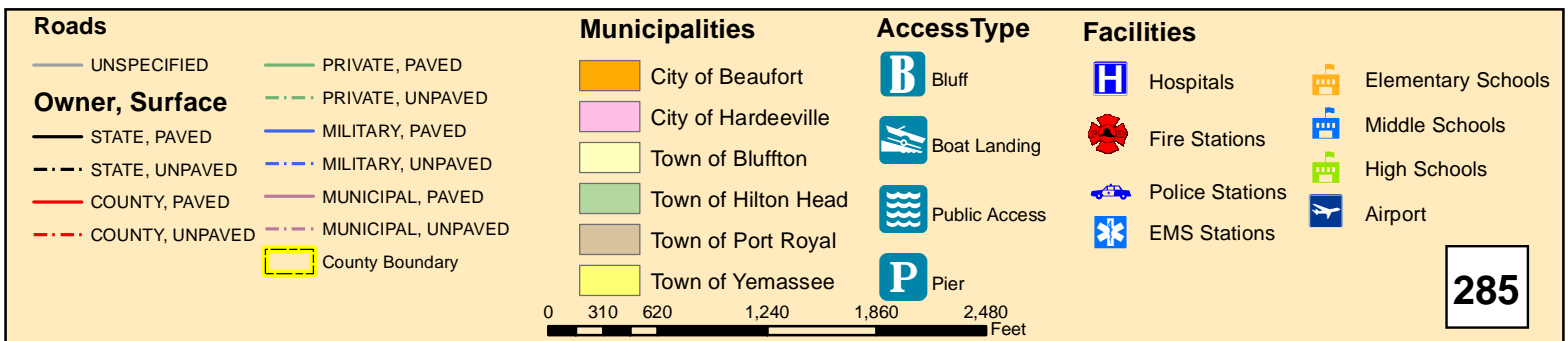 Roads
UNSPECIFIED
Owner, Surface
STATE, PAVED
STATE, UNPAVED
COUNTY, PAVED
COUNTY, UNPAVED
PRIVATE, PAVED
PRIVATE, UNPAVED
MILITARY, PAVED
MILITARY, UNPAVED
MUNICIPAL, PAVED
MUNICIPAL, UNPAVED
County Boundary
Municipalities
City of Beaufort
City of Hardeeville
Town of Bluffton
Town of Hilton Head
Town of Port Royal
Town of Yemassee
0 310 620 1,240 1,860 2,480
Feet
AccessType
B Bluff
Boat Landing
Public Access
P Pier
Facilities
H Hospitals
Fire Stations
Police Stations
EMS Stations
Elementary Schools
Middle Schools
High Schools
Airport
285